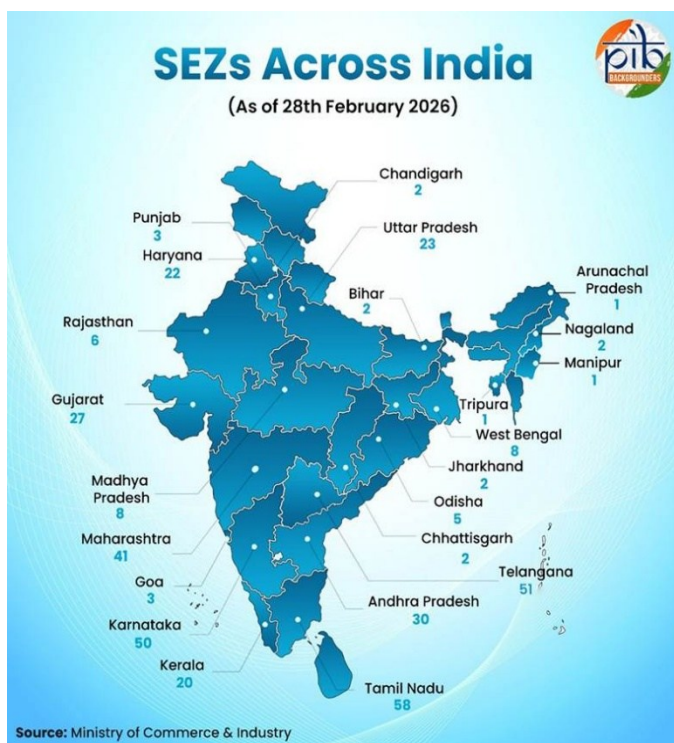 SEZs Across India
pib
BACKGROUNDERS
(As of 28th February 2026)
Chandigarh
2
Punjab
3
Uttar Pradesh
23
Haryana
22
Arunachal
Pradesh
1
Bihar
2
Rajasthan
6
Nagaland
2
Manipur
1
Gujarat
27
Tripura
1
West Bengal
8
Jharkhand
2
Madhya
Pradesh
8
Odisha
5
Maharashtra
41
Chhattisgarh
2
Telangana
51
Goa
3
Andhra Pradesh
30
Karnataka
50
Kerala
20
Tamil Nadu
58
Source: Ministry of Commerce & Industry